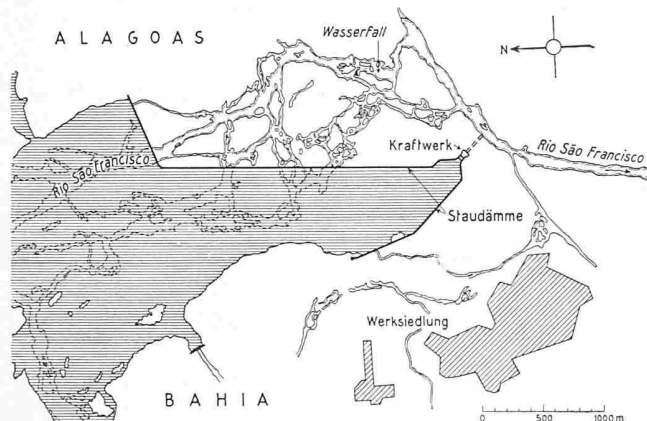 ALAGOAS
Wasserfall
N
Kraftwerk
Rio São Francisco
Rio São Francisco
Staudämme
Werksiedlung
BAHIA
0 500 1000 m